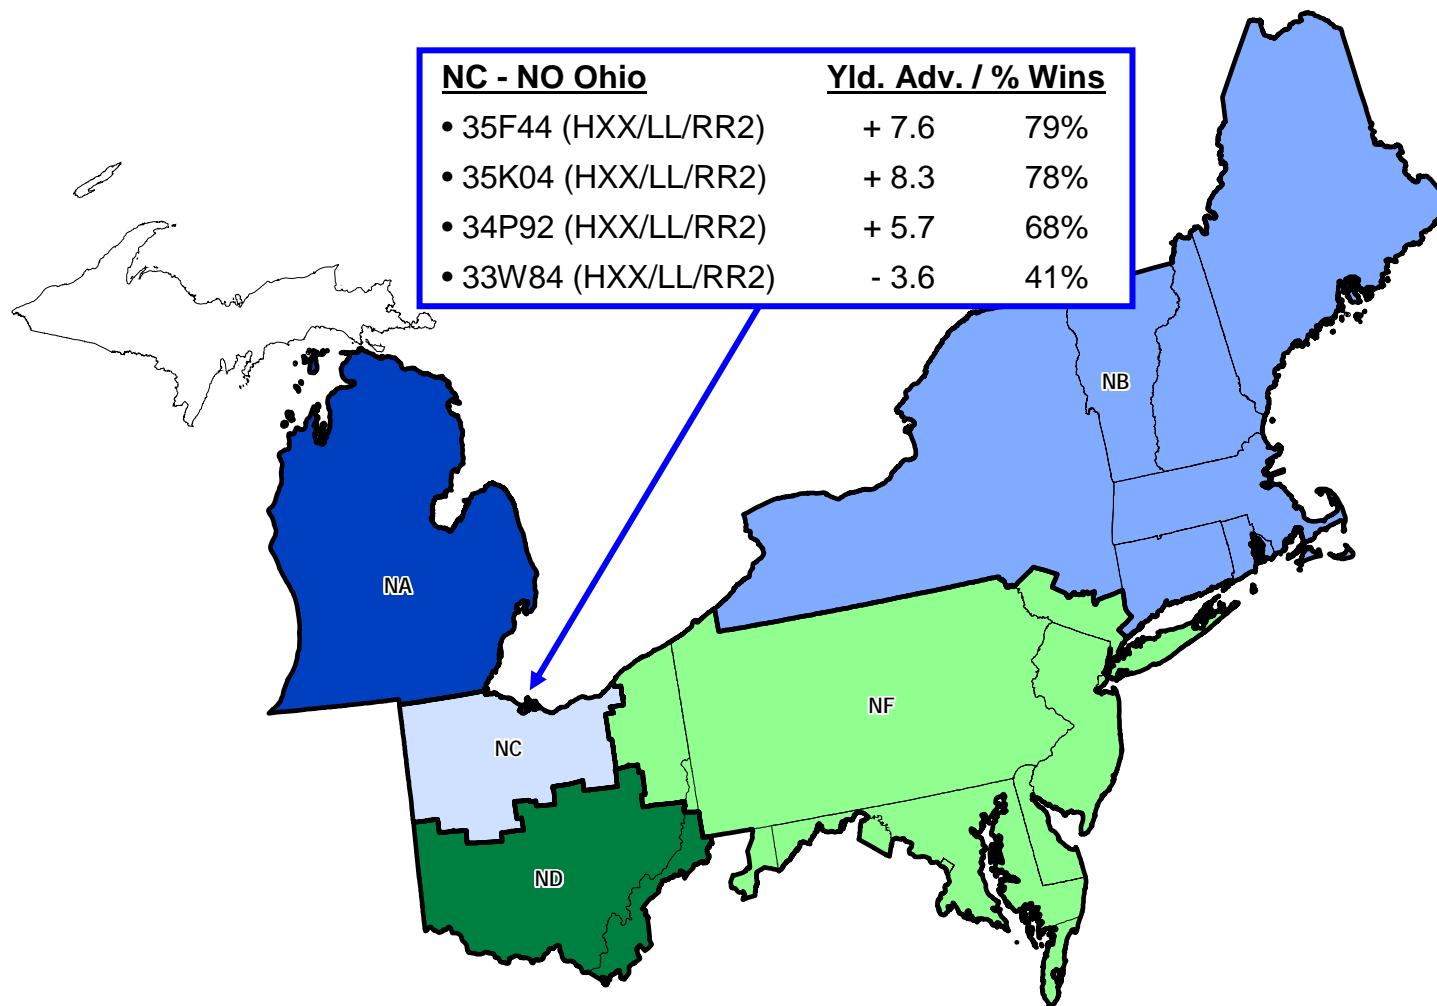 NC - NO Ohio Yld. Adv. / % Wins
• 35F44 (HXX/LL/RR2) + 7.6 79%
• 35K04 (HXX/LL/RR2) + 8.3 78%
• 34P92 (HXX/LL/RR2) + 5.7 68%
• 33W84 (HXX/LL/RR2) - 3.6 41%
NB
NA
NF
NC
ND